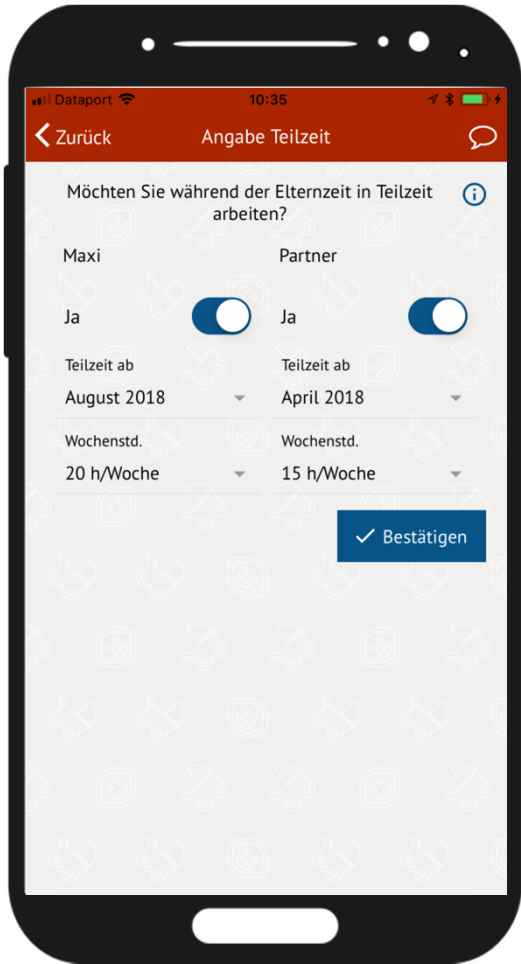 Dataport 10:35
Zurück Angabe Teilzeit
Möchten Sie während der Elternzeit in Teilzeit
arbeiten?
Maxi Partner
Ja Ja
Teilzeit ab Teilzeit ab
August 2018 April 2018
Wochenstd. Wochenstd.
20 h/Woche 15 h/Woche
Bestätigen